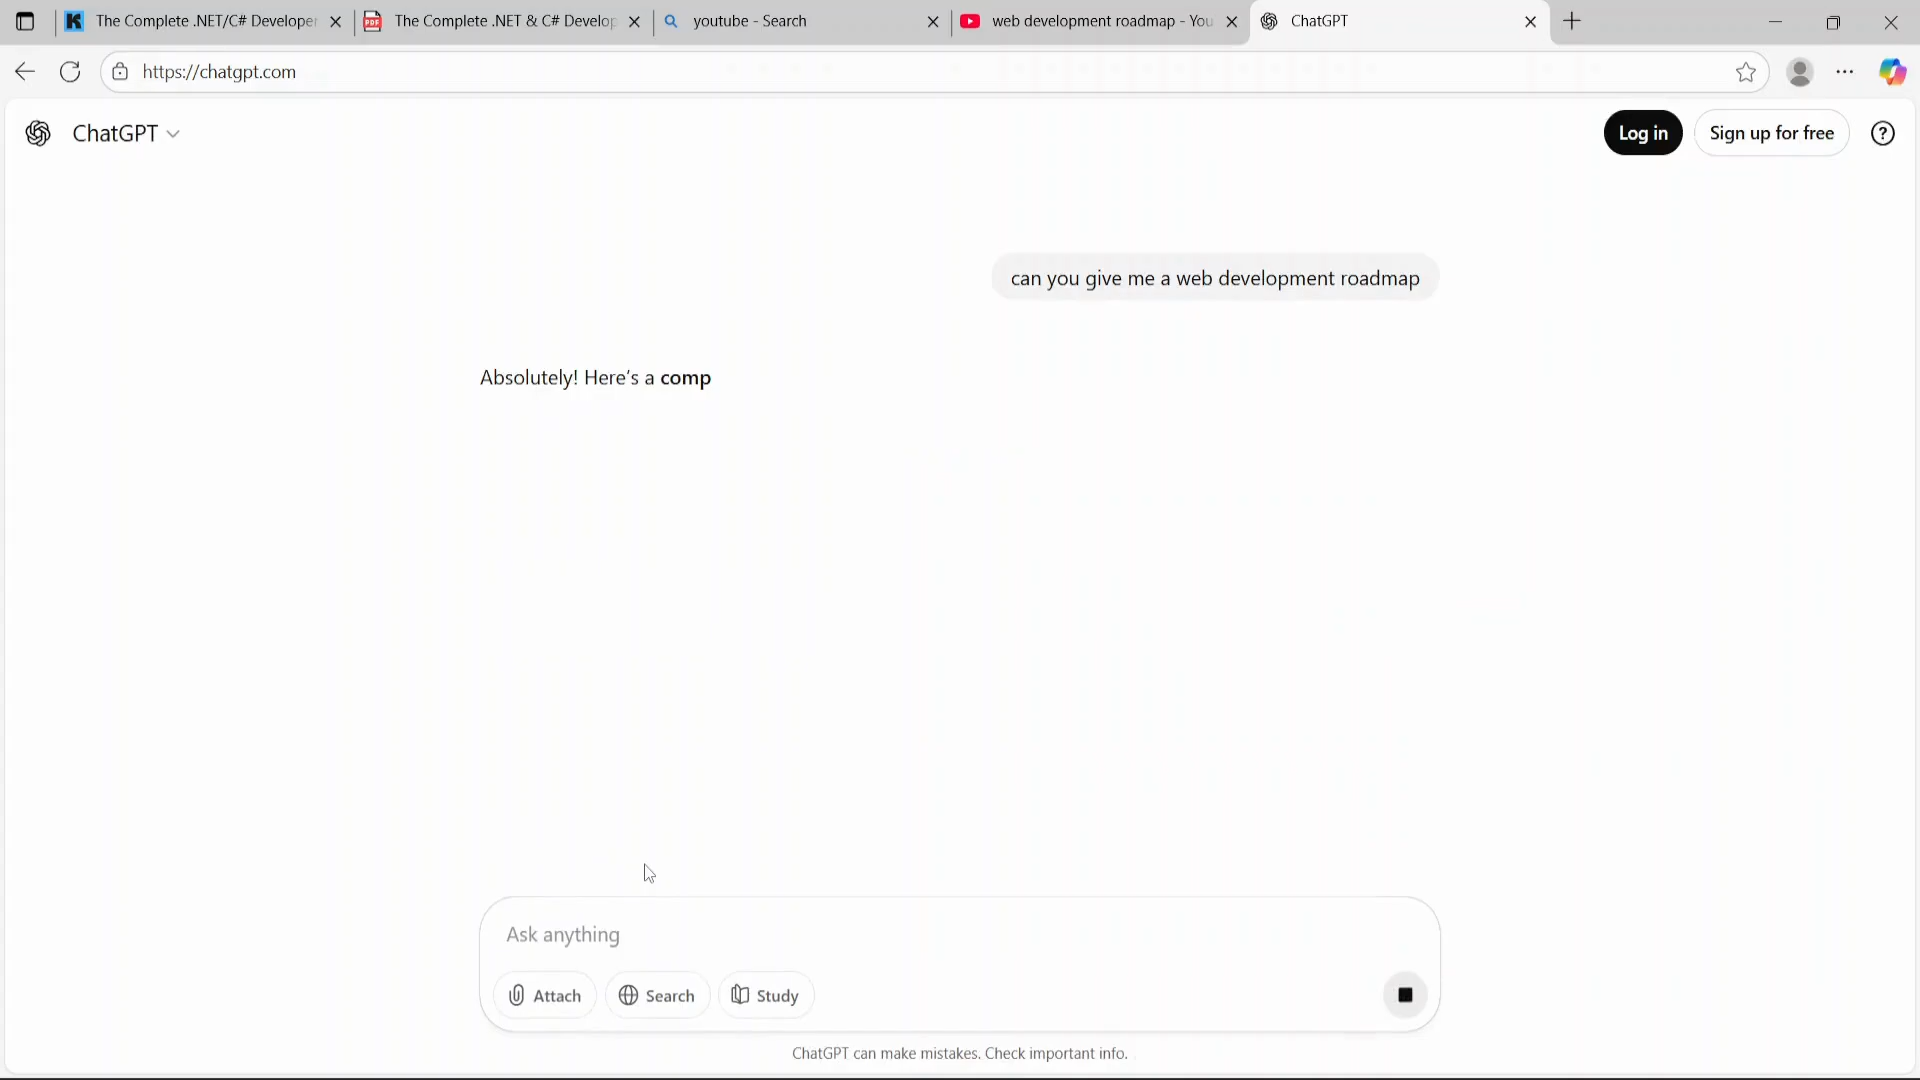 The Complete .NET/C# Developer
The Complete .NET & C# Develop
youtube - Search
web development roadmap - You
ChatGPT
https://chatgpt.com
ChatGPT
Log in
Sign up for free
can you give me a web development roadmap
Absolutely! Here's a comp
Ask anything
Attach
Search
Study
ChatGPT can make mistakes. Check important info.